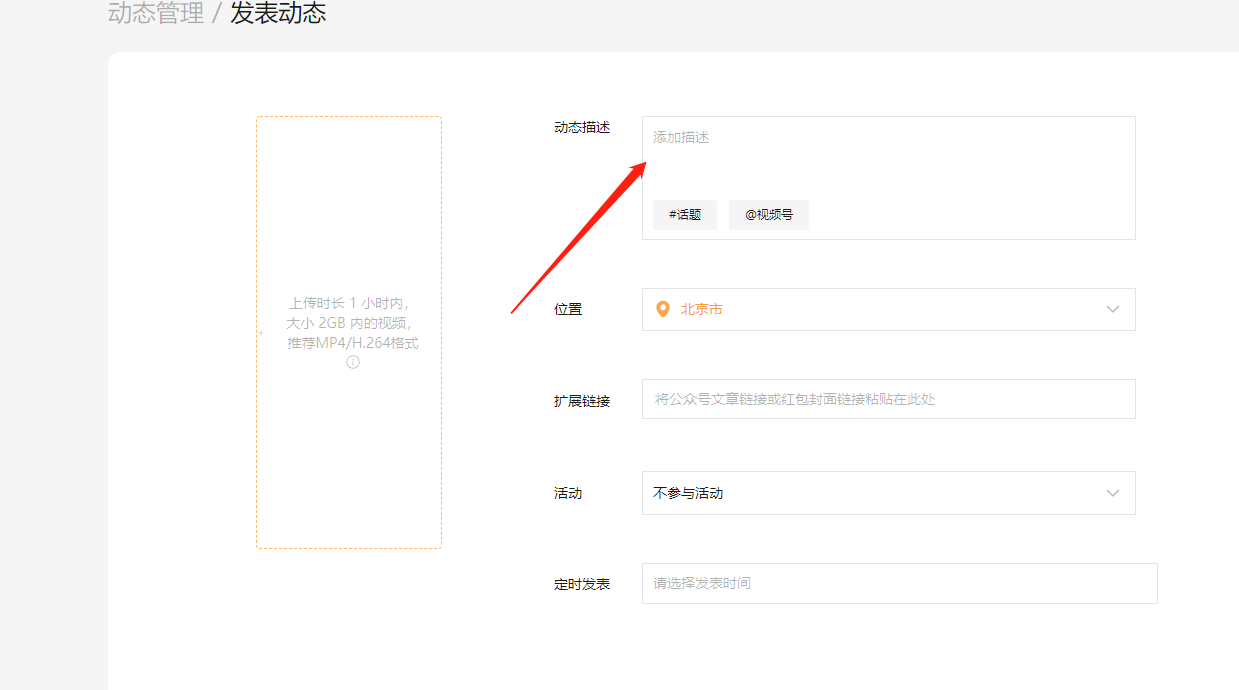 动态管理 / 发表动态
上传时长 1 小时内，
大小 2GB 内的视频，
推荐MP4/H.264格式
动态描述
添加描述
#话题
@视频号
位置
北京市
扩展链接
将公众号文章链接或红包封面链接粘贴在此处
活动
不参与活动
定时发表
请选择发表时间